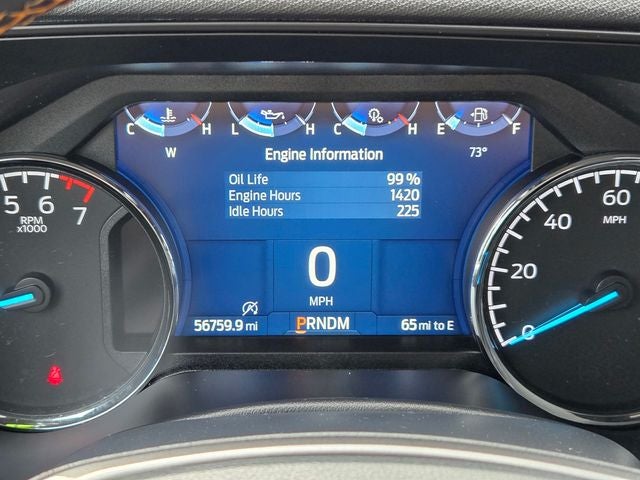 C H L H C H E F
W 73°
Engine Information
Oil Life 99 %
Engine Hours 1420
Idle Hours 225
0
MPH
56759.9 mi PRNDM 65 mi to E
5 6 7
RPM
x1000
0 20 40 60
MPH